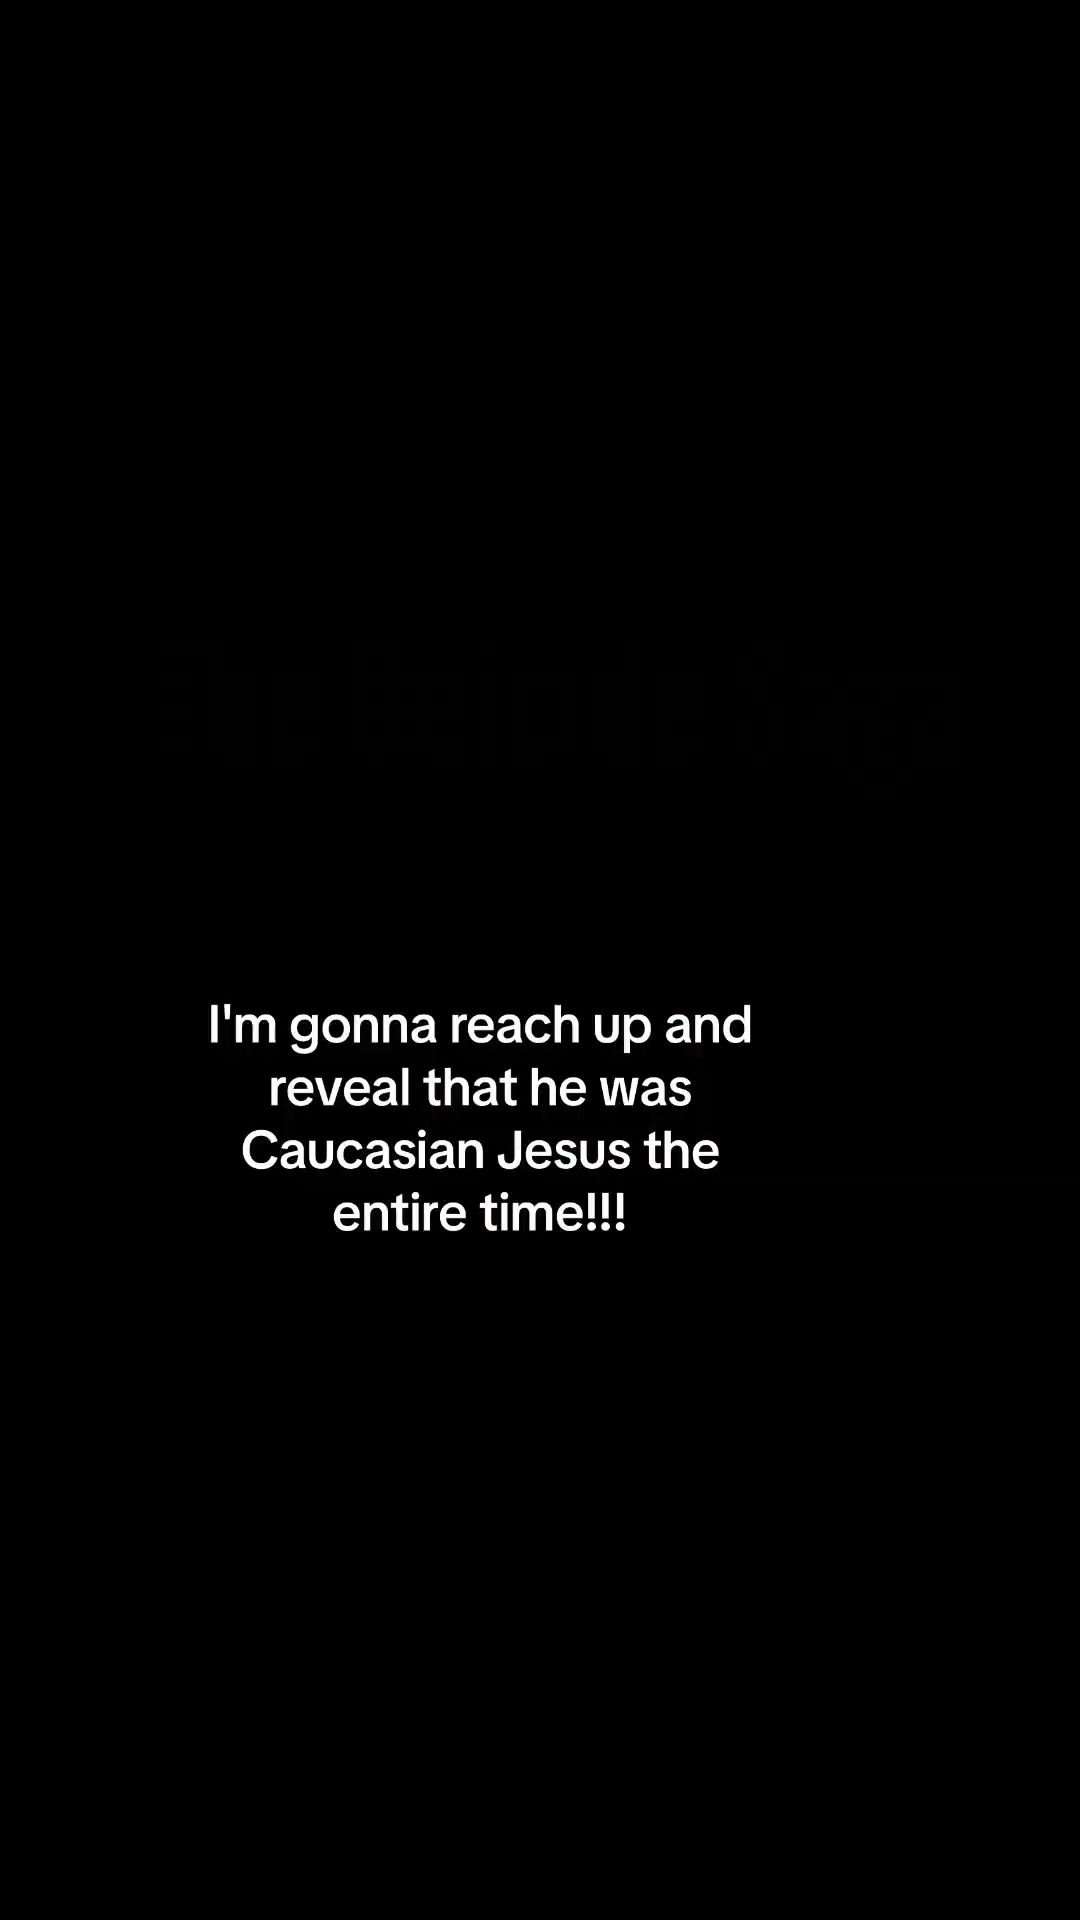 I'm gonna reach up and
reveal that he was
Caucasian Jesus the
entire time!!!